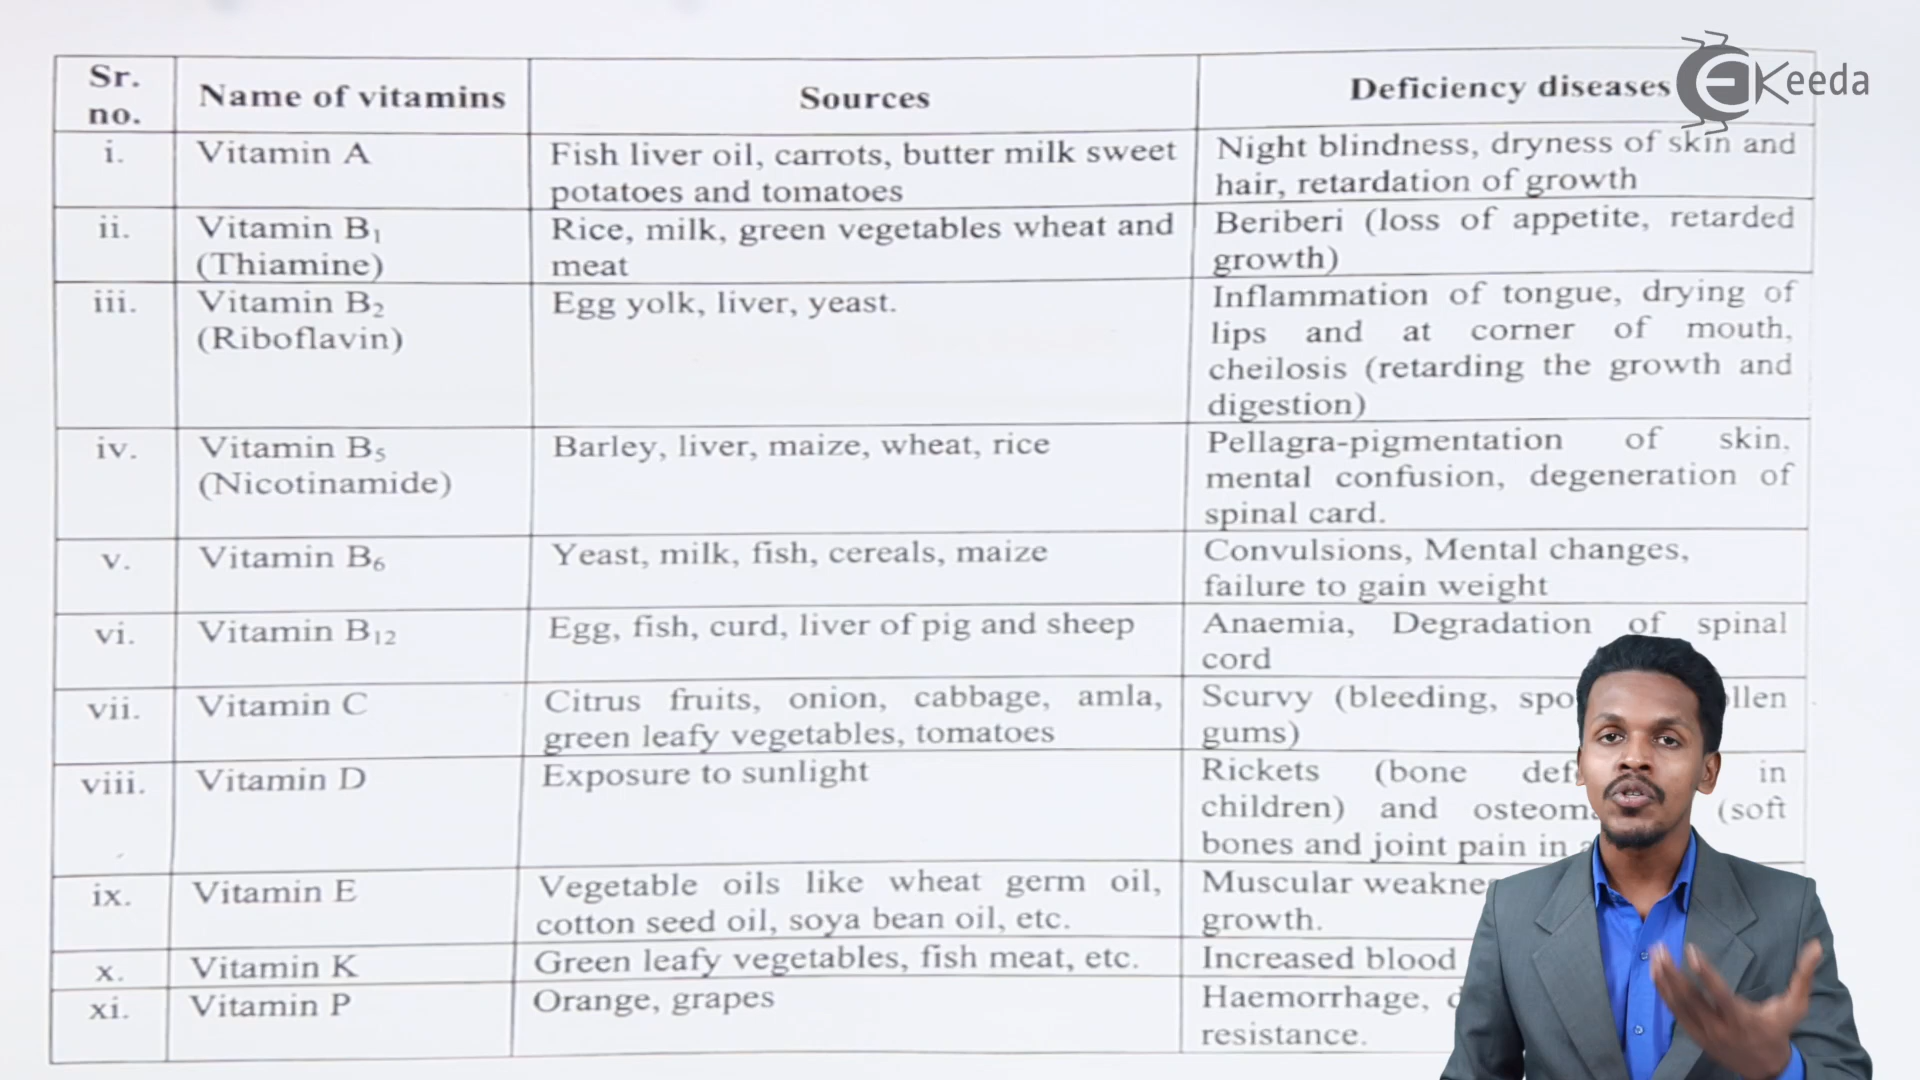 Sr.
no.
Name of vitamins
Sources
Deficiency diseases
Keeda
i.
Vitamin A
Fish liver oil, carrots, butter milk sweet
potatoes and tomatoes
Night blindness, dryness of skin and
hair, retardation of growth
ii.
Vitamin B₁
(Thiamine)
Rice, milk, green vegetables wheat and
meat
Beriberi (loss of appetite, retarded
growth)
iii.
Vitamin B₂
(Riboflavin)
Egg yolk, liver, yeast.
Inflammation of tongue, drying of
lips and at corner of mouth,
cheilosis (retarding the growth and
digestion)
iv.
Vitamin B₅
(Nicotinamide)
Barley, liver, maize, wheat, rice
Pellagra-pigmentation of skin,
mental confusion, degeneration of
spinal card.
v.
Vitamin B₆
Yeast, milk, fish, cereals, maize
Convulsions, Mental changes,
failure to gain weight
vi.
Vitamin B₁₂
Egg, fish, curd, liver of pig and sheep
Anaemia, Degradation of spinal
cord
vii.
Vitamin C
Citrus fruits, onion, cabbage, amla,
green leafy vegetables, tomatoes
Scurvy (bleeding,
gums)
viii.
Vitamin D
Exposure to sunlight
Rickets (bone in
children) and (soft
bones and joint pain in
ix.
Vitamin E
Vegetable oils like wheat germ oil,
cotton seed oil, soya bean oil, etc.
Muscular
growth.
x.
Vitamin K
Green leafy vegetables, fish meat, etc.
Increased blood
xi.
Vitamin P
Orange, grapes
Haemorrhage,
resistance.